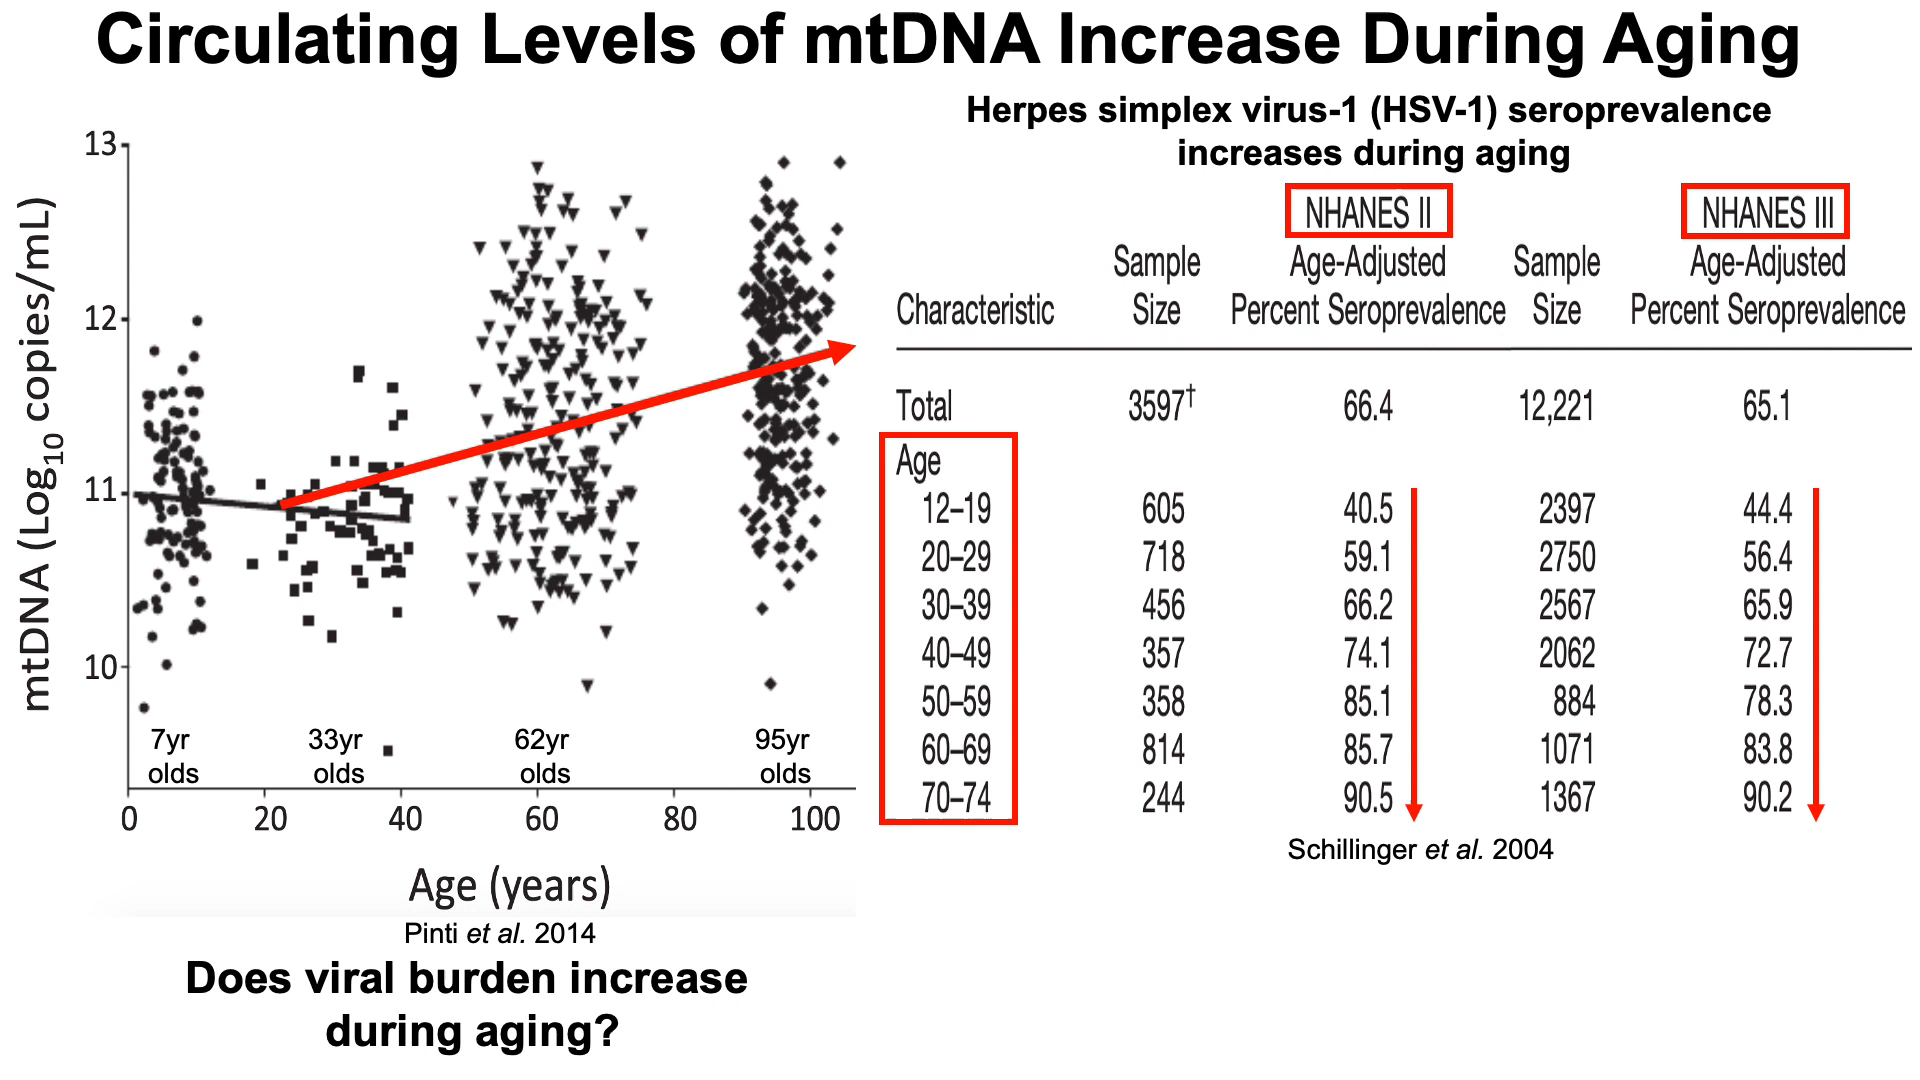 Circulating Levels of mtDNA Increase During Aging
13
12
11
10
mtDNA (Log10 copies/mL)
7yr
olds
33yr
olds
62yr
olds
95yr
olds
0 20 40 60 80 100
Age (years)
Pinti et al. 2014
Does viral burden increase
during aging?
Herpes simplex virus-1 (HSV-1) seroprevalence
increases during aging
NHANES II NHANES III
Sample Age-Adjusted Sample Age-Adjusted
Characteristic Size Percent Seroprevalence Size Percent Seroprevalence
Total 3597† 66.4 12,221 65.1
Age
12–19 605 40.5 2397 44.4
20–29 718 59.1 2750 56.4
30–39 456 66.2 2567 65.9
40–49 357 74.1 2062 72.7
50–59 358 85.1 884 78.3
60–69 814 85.7 1071 83.8
70–74 244 90.5 1367 90.2
Schillinger et al. 2004